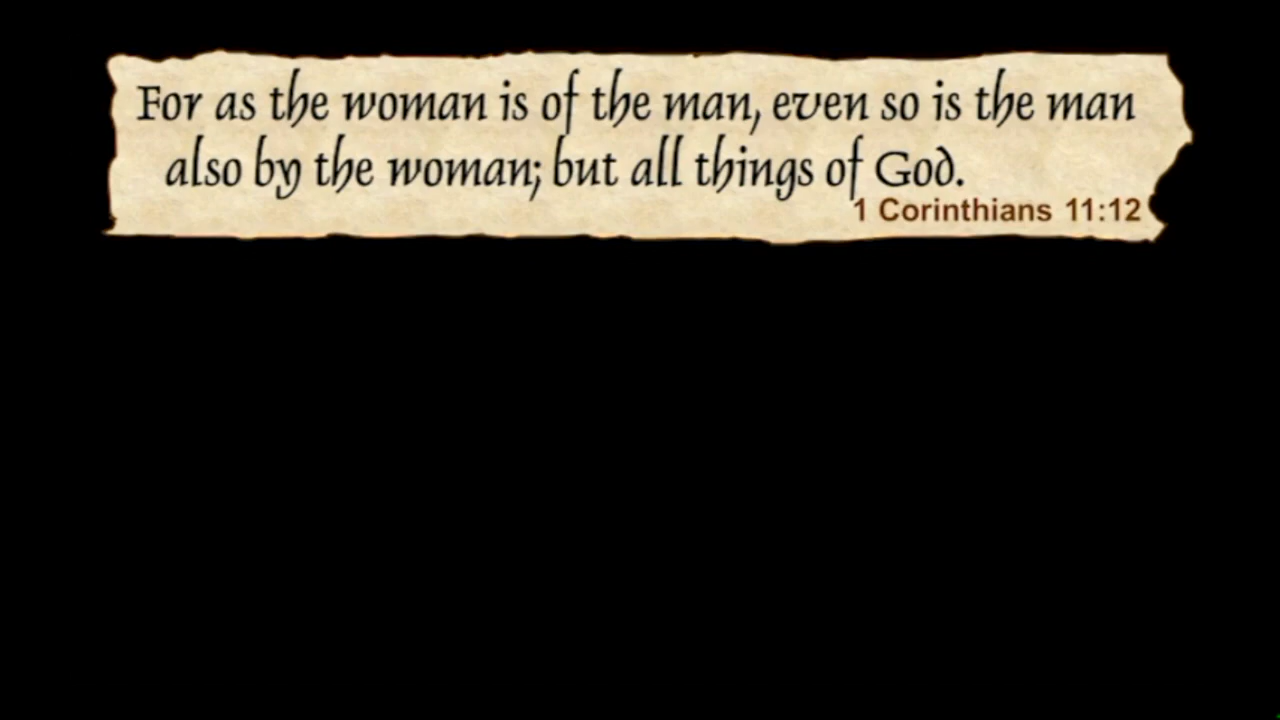 For as the woman is of the man, even so is the man
also by the woman; but all things of God.
1 Corinthians 11:12